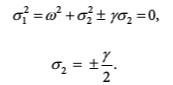 σ₁² = ω² + σ₂² ± γσ₂ = 0,
σ₂ = ± γ/2.